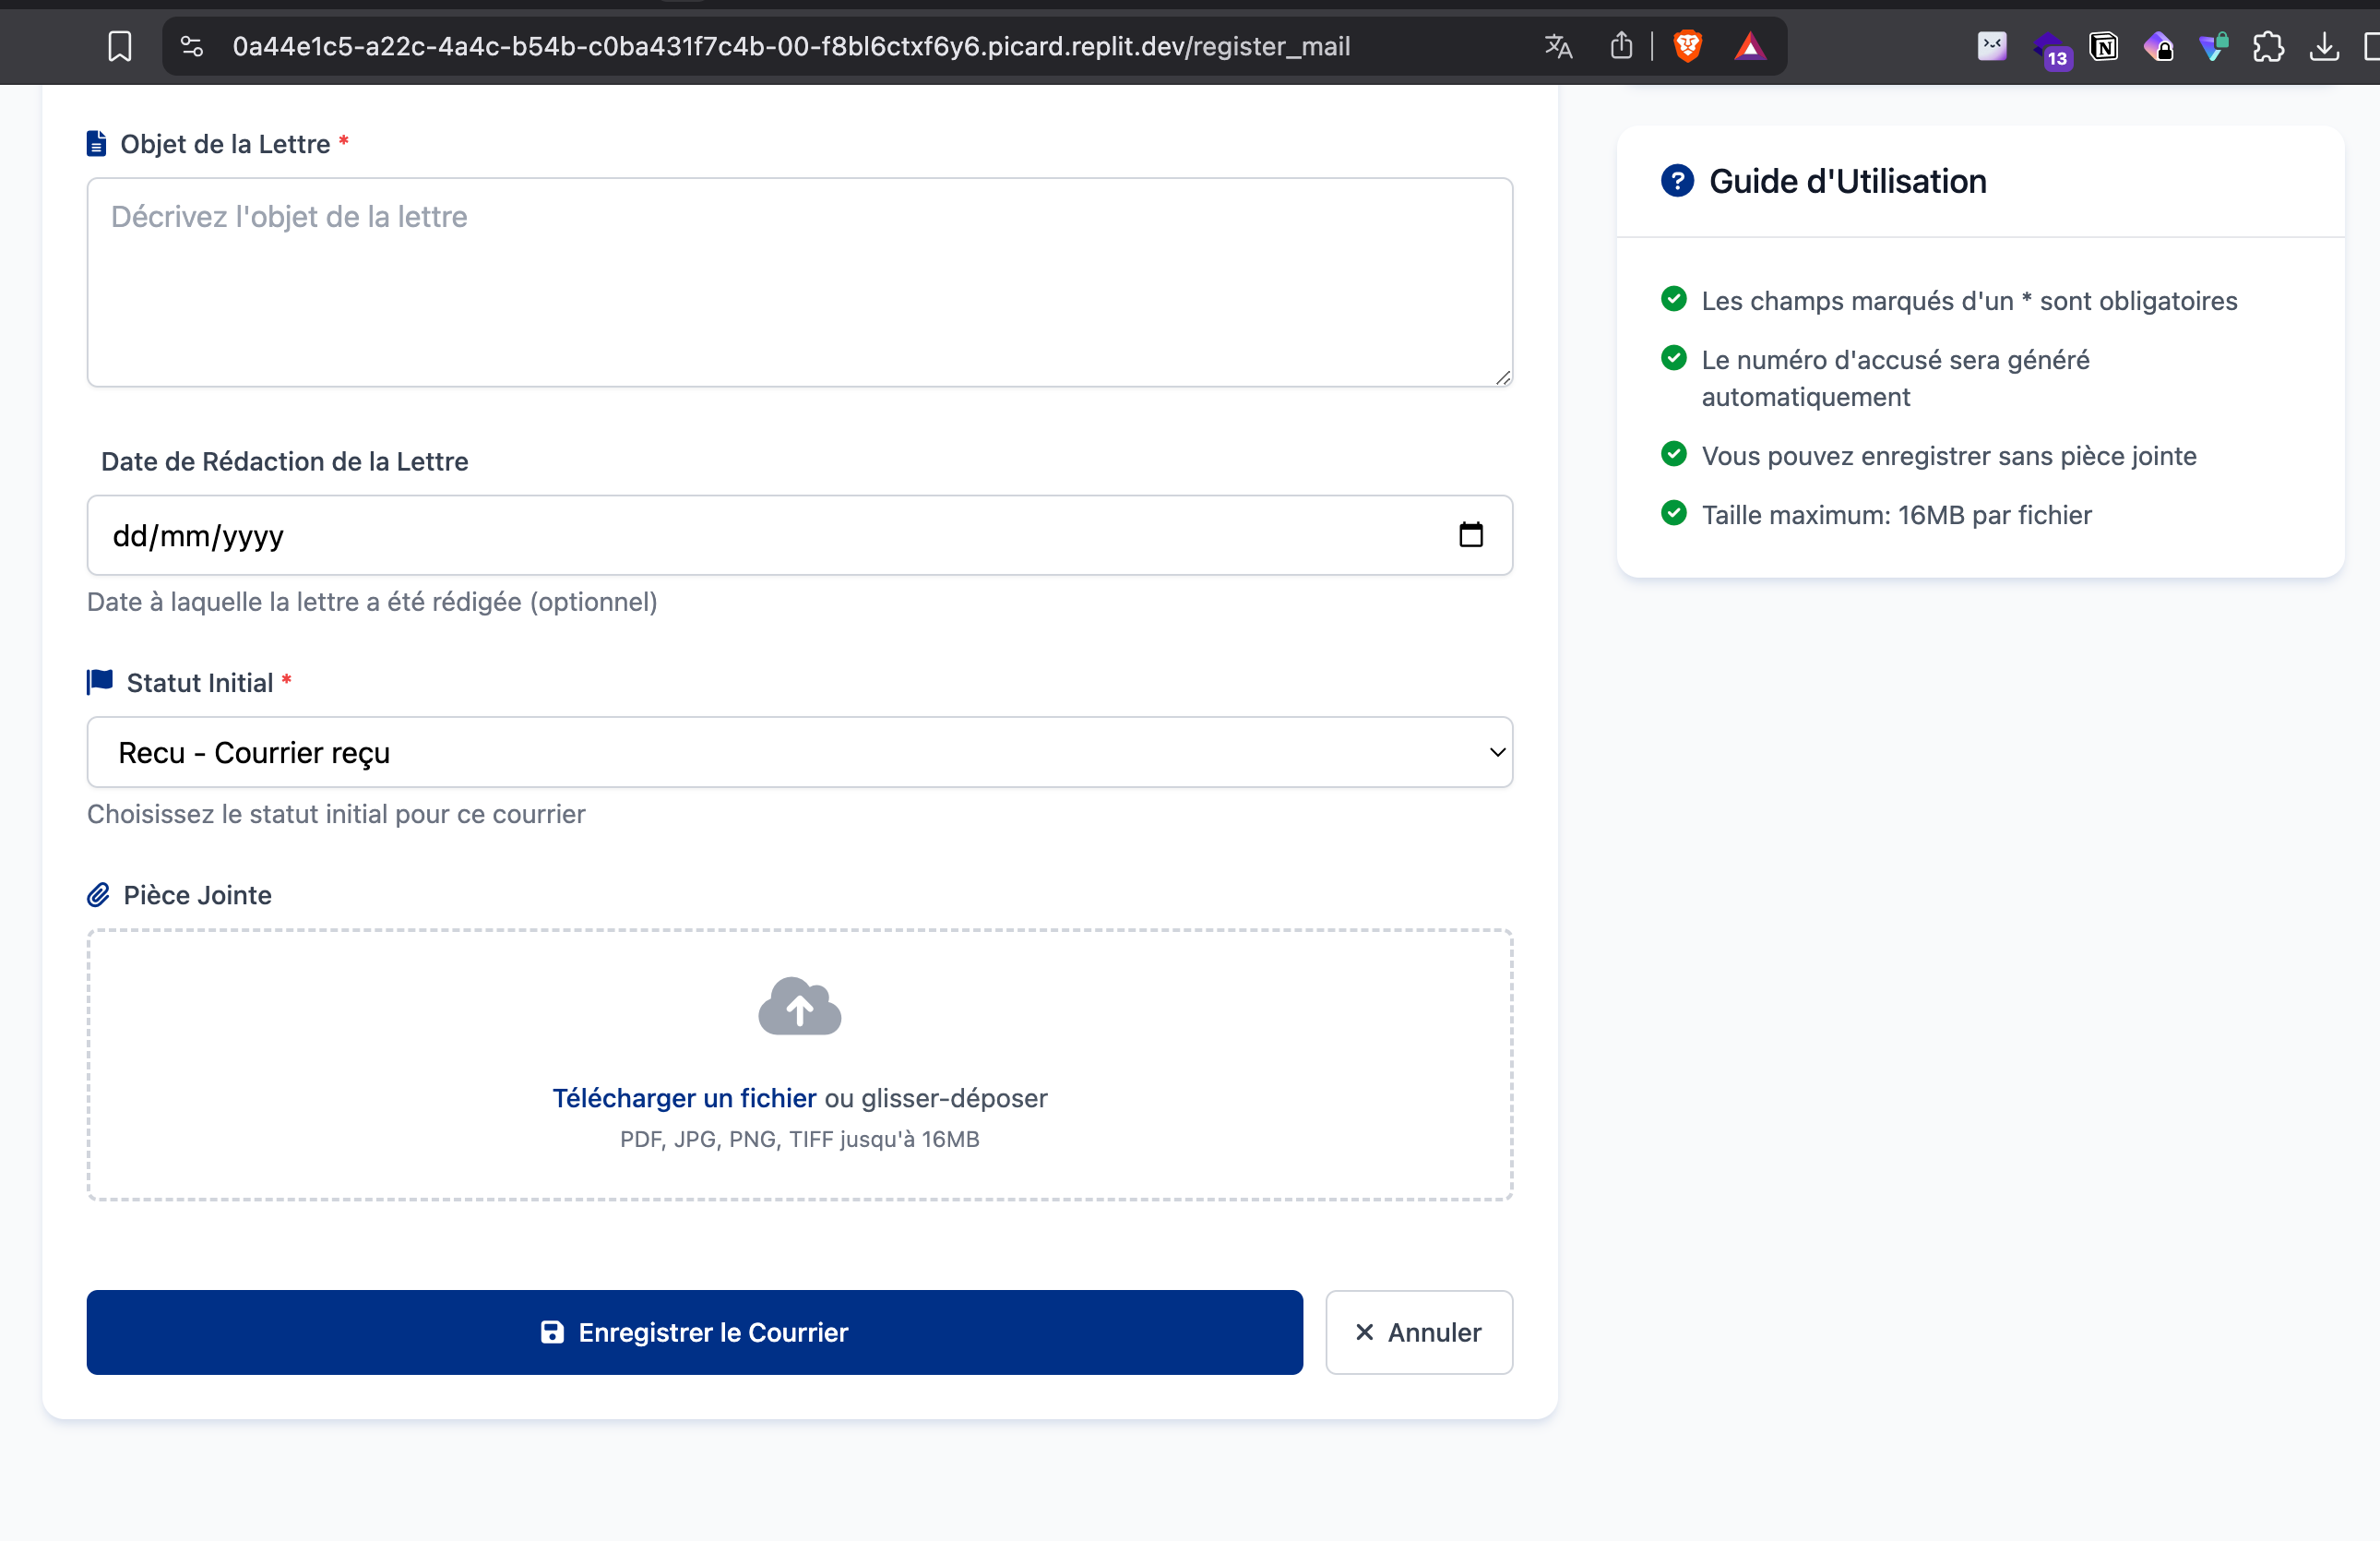 0a44e1c5-a22c-4a4c-b54b-c0ba431f7c4b-00-f8bl6ctxf6y6.picard.replit.dev/register_mail
13
Objet de la Lettre *
Décrivez l'objet de la lettre
Date de Rédaction de la Lettre
dd/mm/yyyy
Date à laquelle la lettre a été rédigée (optionnel)
Statut Initial *
Recu - Courrier reçu
Choisissez le statut initial pour ce courrier
Pièce Jointe
Télécharger un fichier ou glisser-déposer
PDF, JPG, PNG, TIFF jusqu'à 16MB
Enregistrer le Courrier
Annuler
Guide d'Utilisation
Les champs marqués d'un * sont obligatoires
Le numéro d'accusé sera généré
automatiquement
Vous pouvez enregistrer sans pièce jointe
Taille maximum: 16MB par fichier